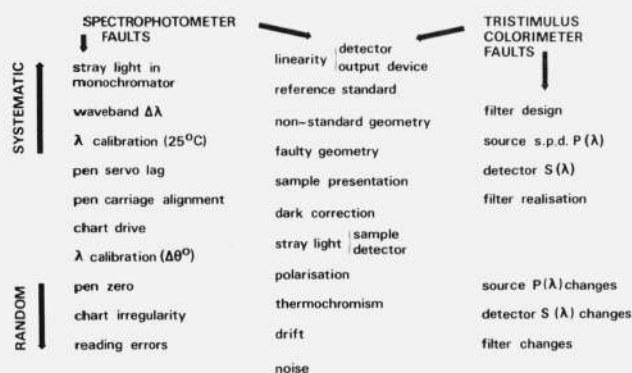 SPECTROPHOTOMETER
FAULTS
stray light in
monochromator
waveband Δλ
λ calibration (25°C)
pen servo lag
pen carriage alignment
chart drive
λ calibration (Δθ°)
pen zero
chart irregularity
reading errors
linearity
detector
output device
reference standard
non-standard geometry
faulty geometry
sample presentation
dark correction
stray light
sample
detector
polarisation
thermochromism
drift
noise
TRISTIMULUS
COLORIMETER
FAULTS
filter design
source s.p.d. P(λ)
detector S(λ)
filter realisation
source P(λ) changes
detector S(λ) changes
filter changes
SYSTEMATIC
RANDOM